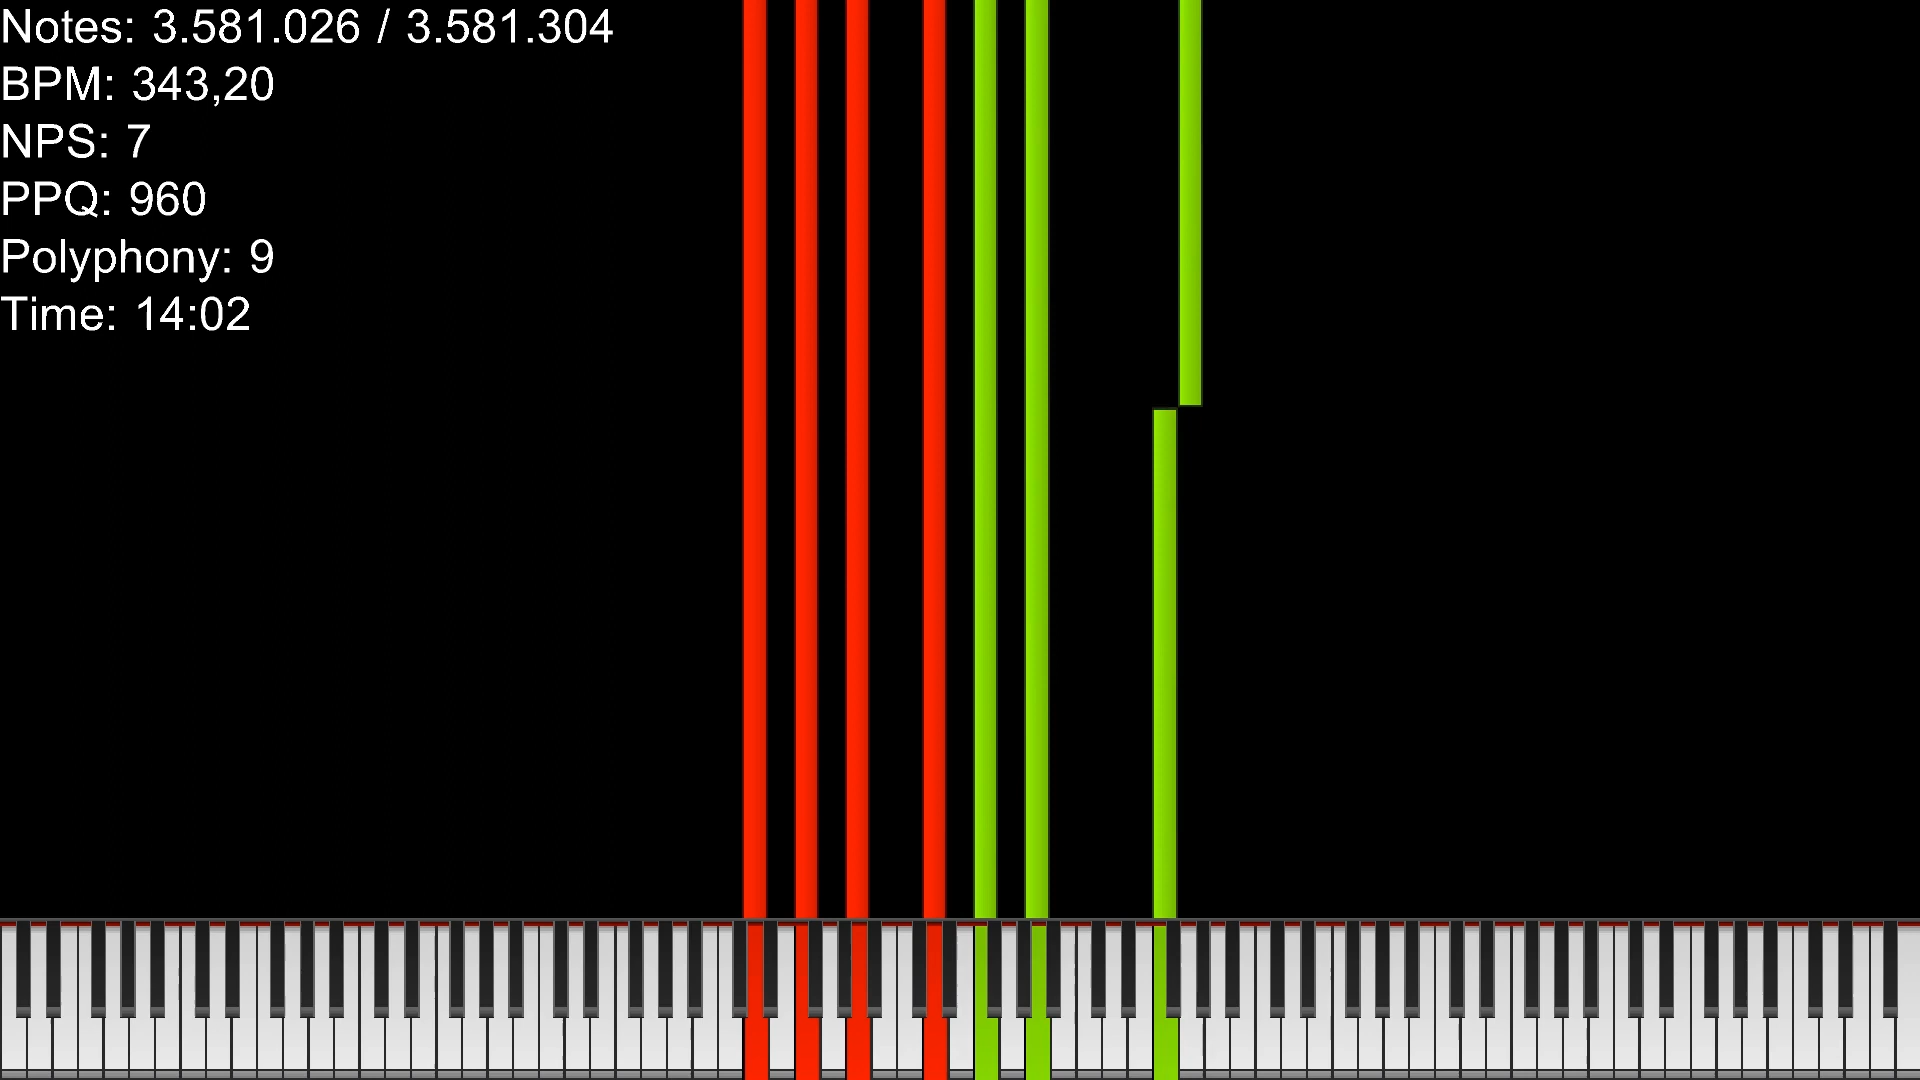 Notes: 3.581.026 / 3.581.304
BPM: 343,20
NPS: 7
PPQ: 960
Polyphony: 9
Time: 14:02